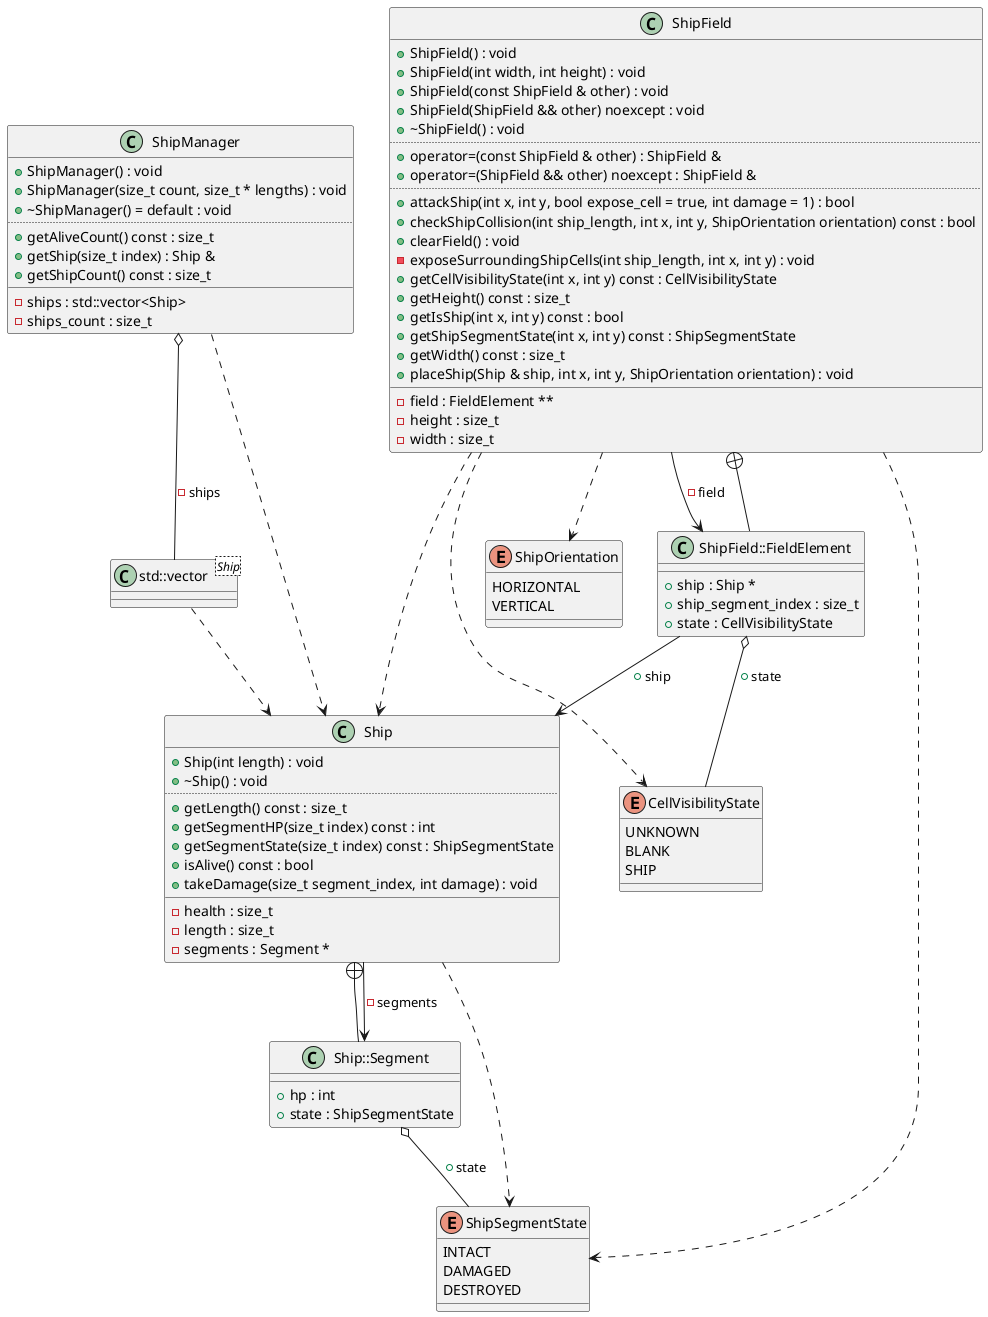 ShipField
ShipField() : void
ShipField(int width, int height) : void
ShipField(const ShipField & other) : void
ShipField(ShipField && other) noexcept : void
~ShipField() : void
operator=(const ShipField & other) : ShipField &
operator=(ShipField && other) noexcept : ShipField &
attackShip(int x, int y, bool expose_cell = true, int damage = 1) : bool
checkShipCollision(int ship_length, int x, int y, ShipOrientation orientation) const : bool
clearField() : void
exposeSurroundingShipCells(int ship_length, int x, int y) : void
getCellVisibilityState(int x, int y) const : CellVisibilityState
getHeight() const : size_t
getIsShip(int x, int y) const : bool
getShipSegmentState(int x, int y) const : ShipSegmentState
getWidth() const : size_t
placeShip(Ship & ship, int x, int y, ShipOrientation orientation) : void
field : FieldElement **
height : size_t
width : size_t
ShipManager
ShipManager() : void
ShipManager(size_t count, size_t * lengths) : void
~ShipManager() = default : void
getAliveCount() const : size_t
getShip(size_t index) : Ship &
getShipCount() const : size_t
ships : std::vector<Ship>
ships_count : size_t
ships
field
std::vector
Ship
ShipOrientation
HORIZONTAL
VERTICAL
ShipField::FieldElement
ship : Ship *
ship_segment_index : size_t
state : CellVisibilityState
ship
state
Ship
Ship(int length) : void
~Ship() : void
getLength() const : size_t
getSegmentHP(size_t index) const : int
getSegmentState(size_t index) const : ShipSegmentState
isAlive() const : bool
takeDamage(size_t segment_index, int damage) : void
health : size_t
length : size_t
segments : Segment *
CellVisibilityState
UNKNOWN
BLANK
SHIP
segments
Ship::Segment
hp : int
state : ShipSegmentState
state
ShipSegmentState
INTACT
DAMAGED
DESTROYED